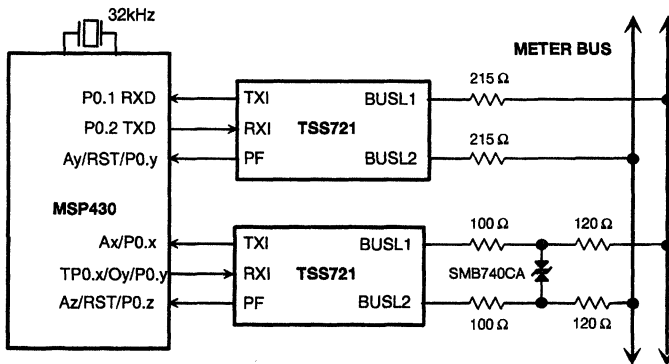 32kHz
METER BUS
P0.1 RXD
P0.2 TXD
Ay/RST/P0.y
MSP430
Ax/P0.x
TP0.x/Oy/P0.y
Az/RST/P0.z
TXI
RXI
PF
TSS721
BUSL1
BUSL2
215 Ω
215 Ω
TXI
RXI
PF
TSS721
BUSL1
BUSL2
100 Ω
120 Ω
SMB740CA
100 Ω
120 Ω